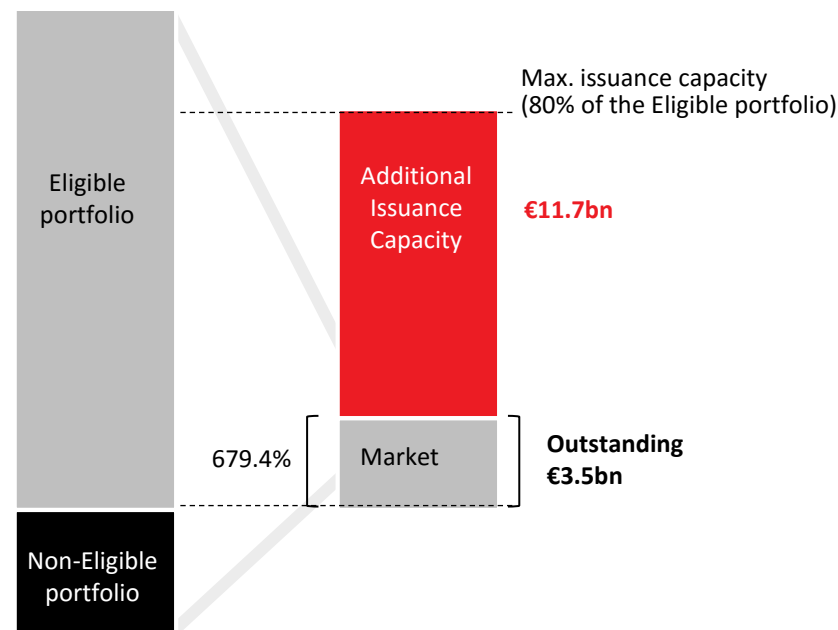 Max. issuance capacity
(80% of the Eligible portfolio)
Eligible
portfolio
Additional
Issuance
Capacity
€11.7bn
679.4%
Market
Outstanding
€3.5bn
Non-Eligible
portfolio